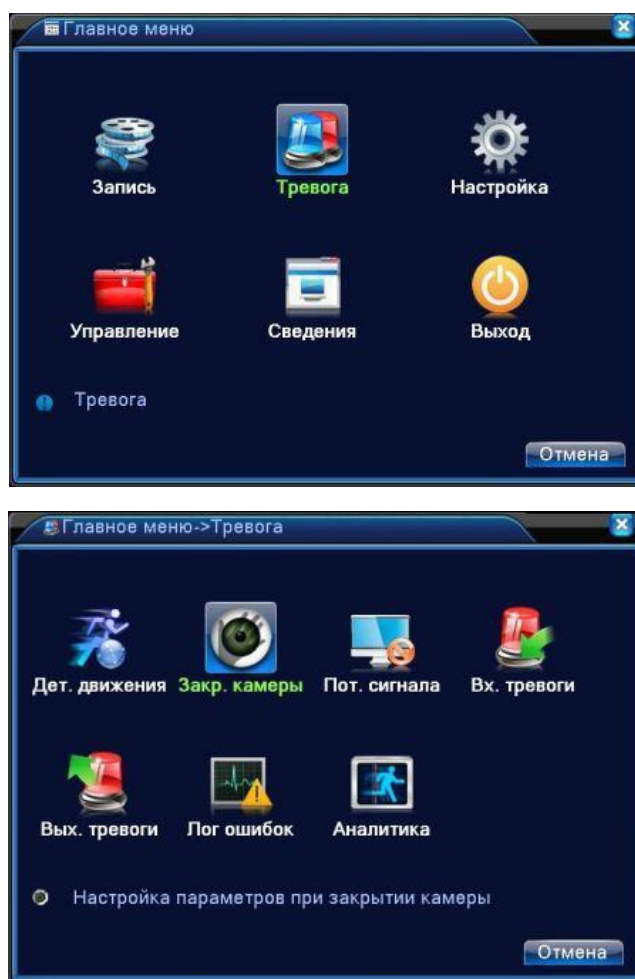 Главное меню
Запись Тревога Настройка
Управление Сведения Выход
Тревога
Отмена
Главное меню->Тревога
Дет. движения Закр. камеры Пот. сигнала Вх. тревоги
Вых. тревоги Лог ошибок Аналитика
Настройка параметров при закрытии камеры
Отмена